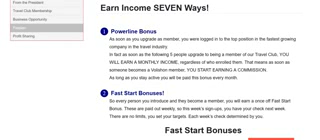 From the President
Travel Club Membership
Business Opportunity
Profit Sharing
Earn Income SEVEN Ways!
1 Powerline Bonus
As soon as you upgrade as member, you were logged in to the top position in the fastest growing
company in the travel industry.
In fact as soon as the following 5 people upgrade to being a member of our Travel Club, YOU
WILL EARN A MONTHLY INCOME, regardless of who enrolled them. That means as soon as
someone becomes a member, YOU START EARNING A COMMISSION.
As long as you stay active you will be paid this bonus every month.
2 Fast Start Bonuses!
So every person you introduce and they become a member, you will earn a once off Fast Start
Bonus. These are paid out weekly, so this week's sign-ups, you have your check next week.
There are no limits, you set your targets. Each week's check determined by you.
Fast Start Bonuses